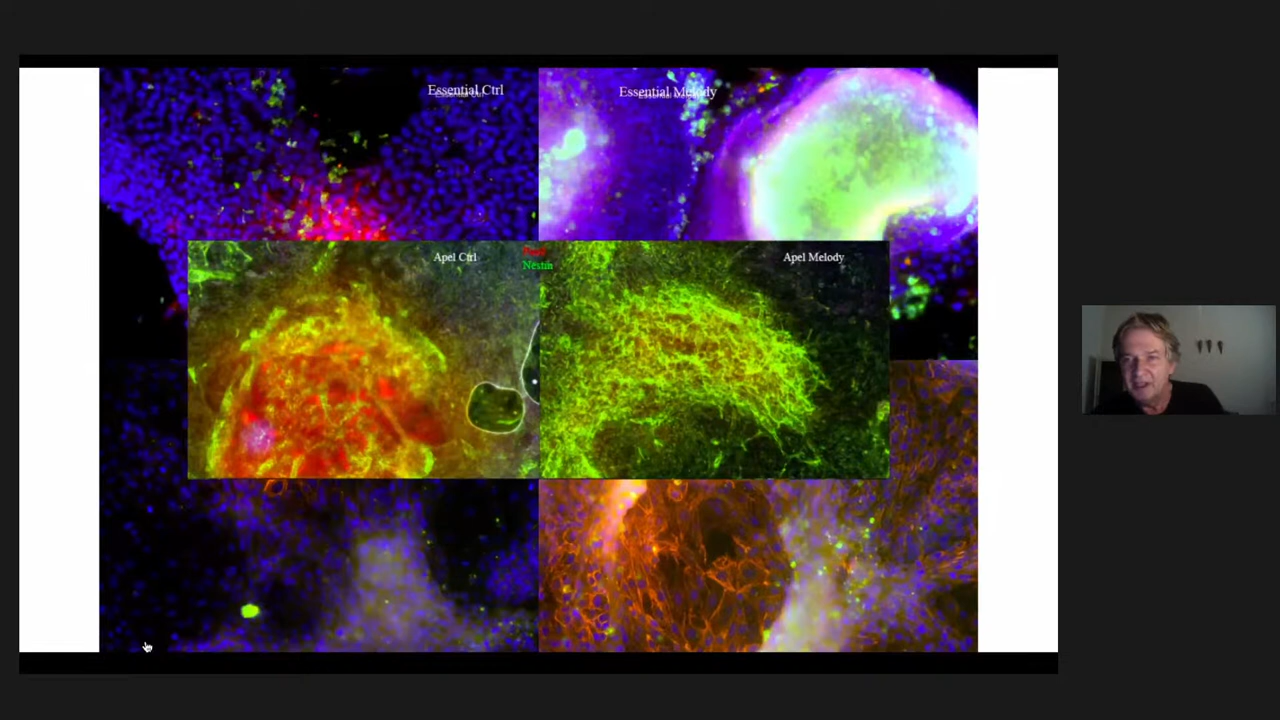 Essential Ctrl
Essential Melody
Apel Ctrl
Nestin
Apel Melody